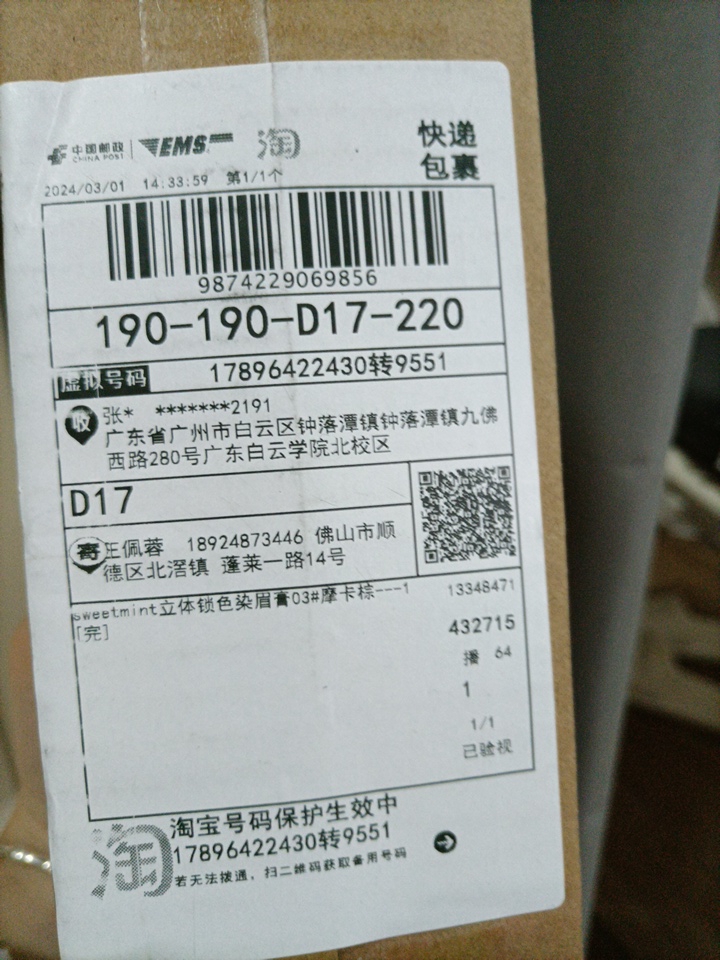 中国邮政
CHINA POST
EMS
淘
快递
包裹
2024/03/01 14:33:59 第1/1个
9874229069856
190-190-D17-220
虚拟号码 17896422430转9551
收 张* *******2191
广东省广州市白云区钟落潭镇钟落潭镇九佛
西路280号广东白云学院北校区
D17
寄 王佩蓉 18924873446 佛山市顺
德区北滘镇 蓬莱一路14号
sweetmint立体锁色染眉膏03#摩卡棕---1
[完]
13348471
432715
播 64
1
1/1
已验视
淘 淘宝号码保护生效中
17896422430转9551
若无法拨通，扫二维码获取备用号码